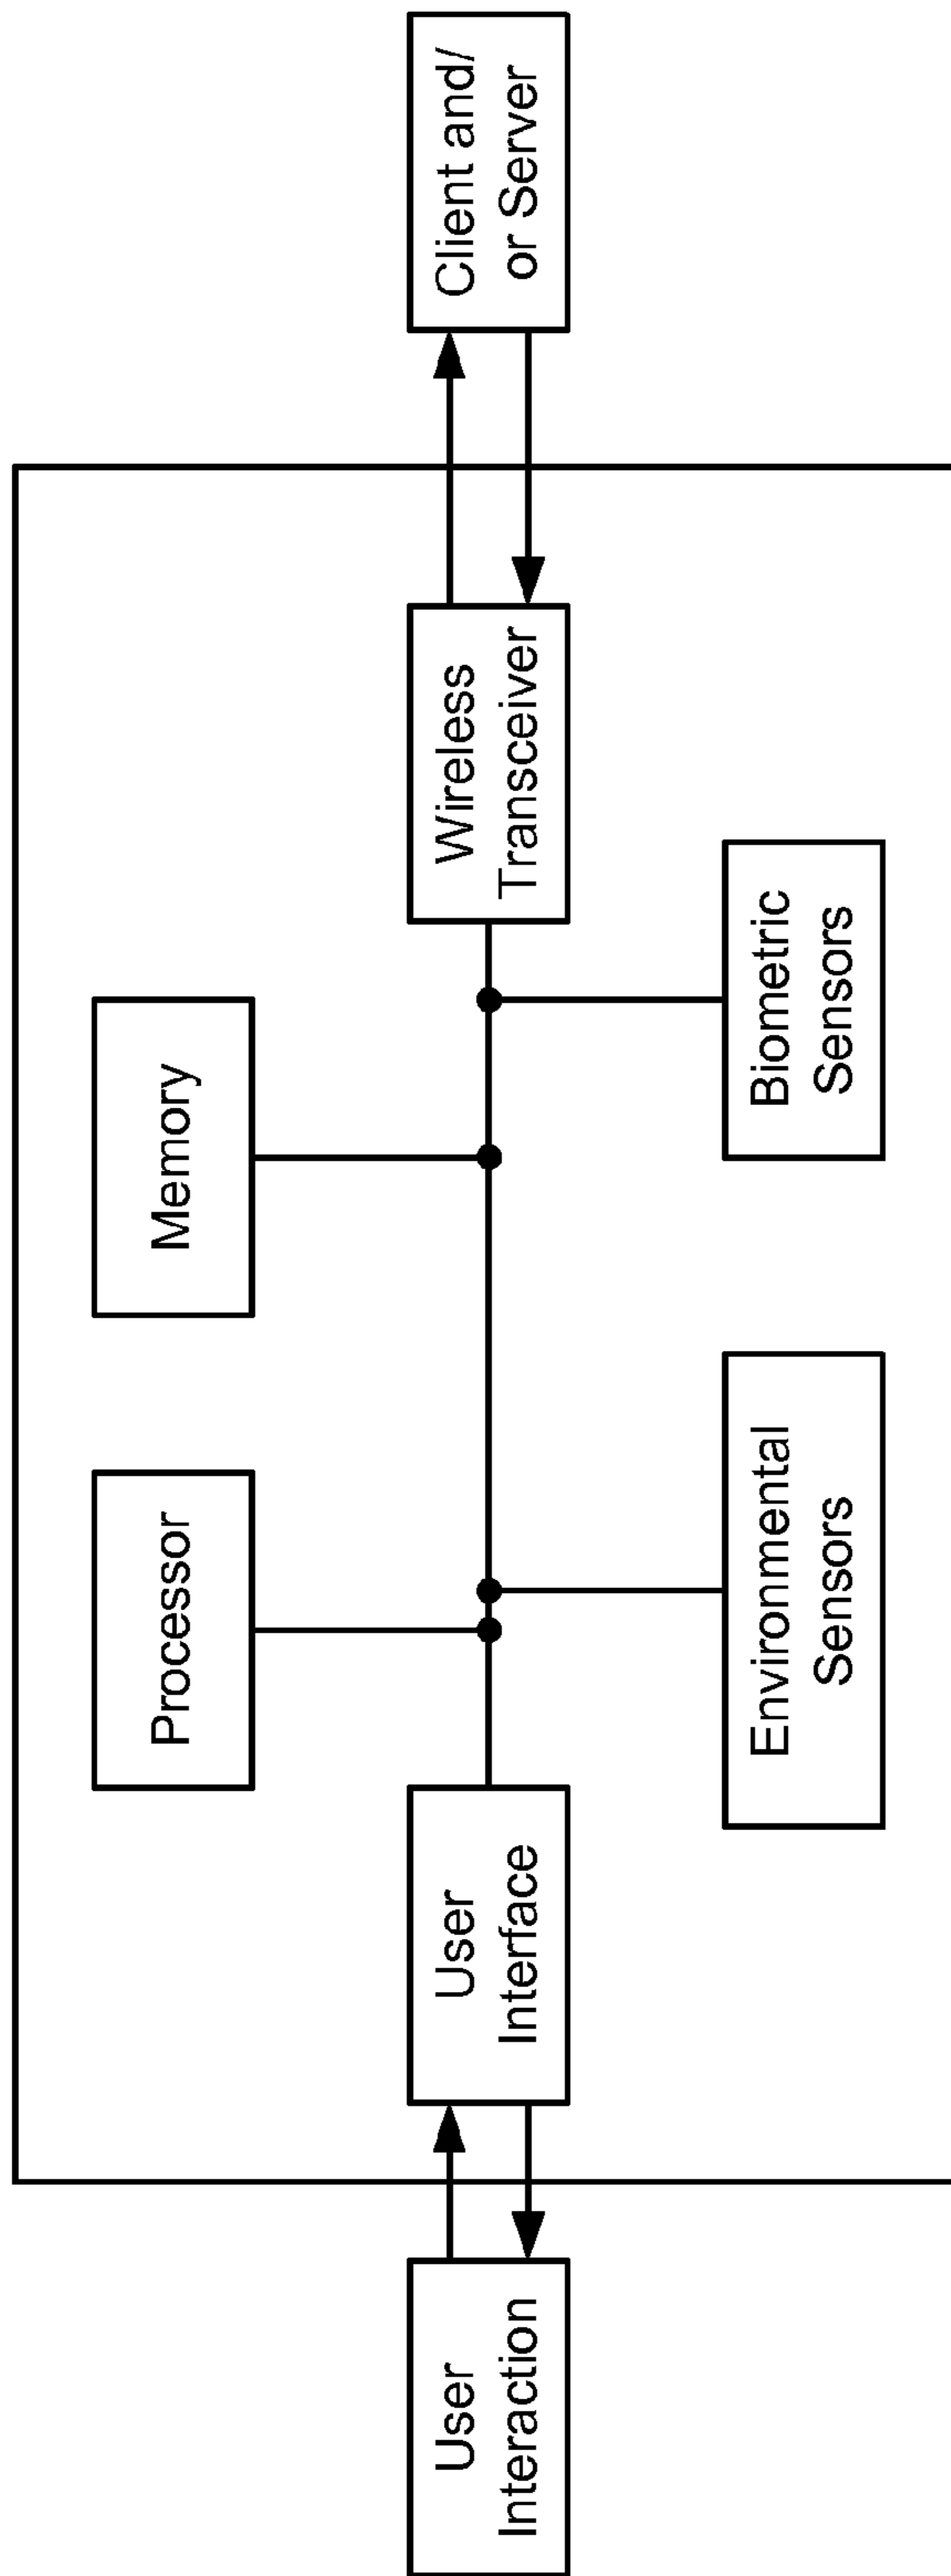 Processor
Memory
User
Interaction
User
Interface
Wireless
Transceiver
Client and/
or Server
Environmental
Sensors
Biometric
Sensors